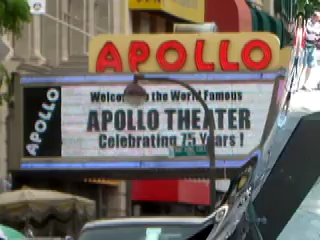 APOLLO
APOLLO
Welcome to the World Famous
APOLLO THEATER
Celebrating 75 Years !